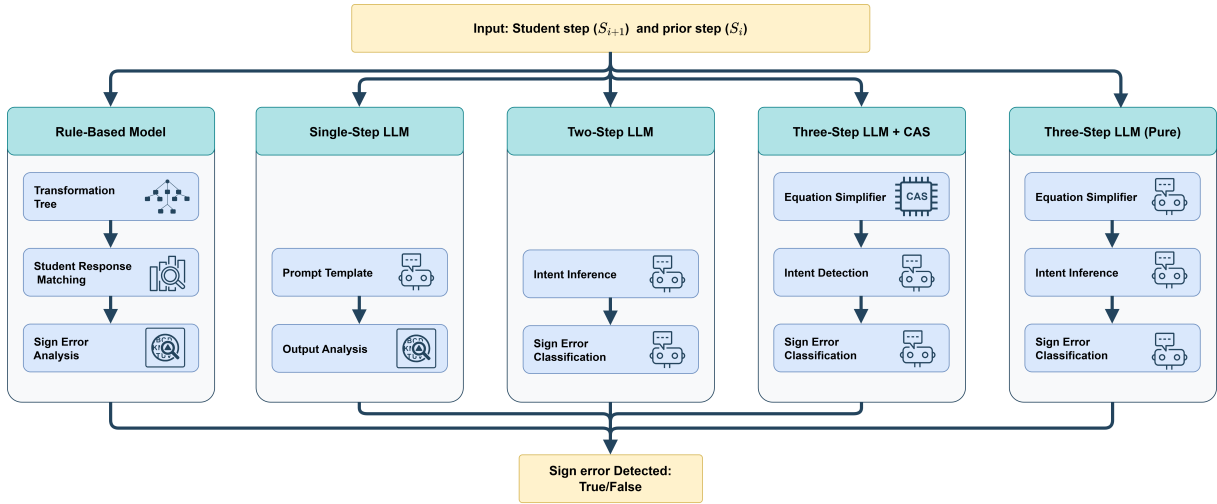 Input: Student step (S_{i+1}) and prior step (S_i)
Rule-Based Model
Transformation
Tree
Student Response
Matching
Sign Error
Analysis
Single-Step LLM
Prompt Template
Output Analysis
Two-Step LLM
Intent Inference
Sign Error
Classification
Three-Step LLM + CAS
Equation Simplifier
CAS
Intent Detection
Sign Error
Classification
Three-Step LLM (Pure)
Equation Simplifier
Intent Inference
Sign Error
Classification
Sign error Detected:
True/False